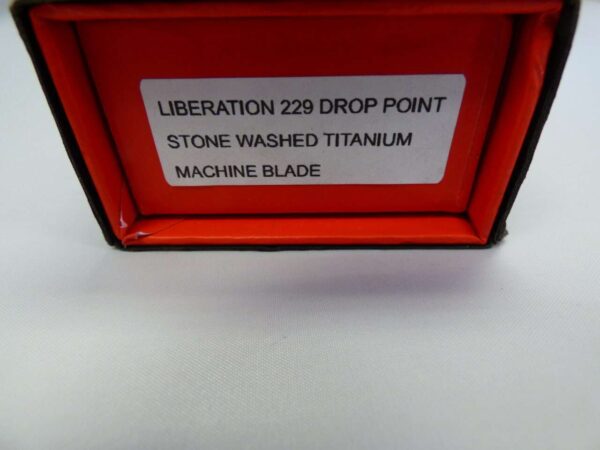 LIBERATION 229 DROP POINT
STONE WASHED TITANIUM
MACHINE BLADE